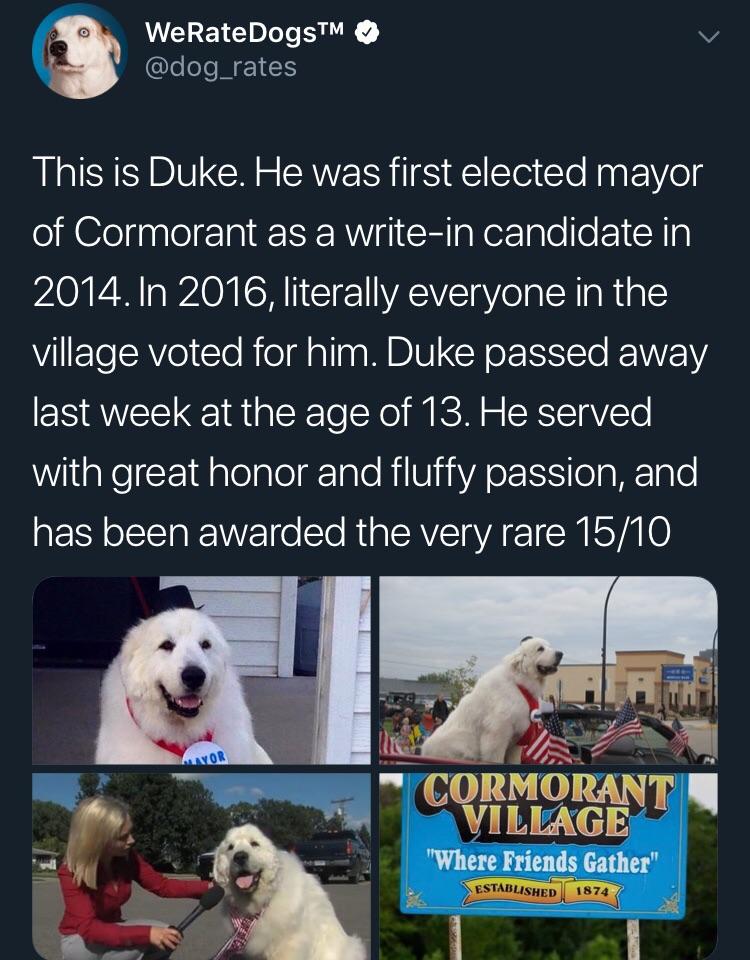 WeRateDogs™
@dog_rates
This is Duke. He was first elected mayor
of Cormorant as a write-in candidate in
2014. In 2016, literally everyone in the
village voted for him. Duke passed away
last week at the age of 13. He served
with great honor and fluffy passion, and
has been awarded the very rare 15/10
MAYOR
CORMORANT
VILLAGE
"Where Friends Gather"
ESTABLISHED 1874